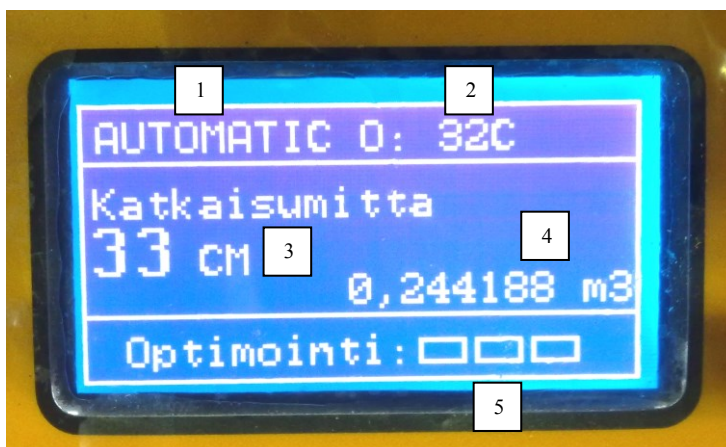 1
2
AUTOMATIC O: 32C
Katkaisumitta
33 CM
3
4
0,244188 m3
Optimointi:
5